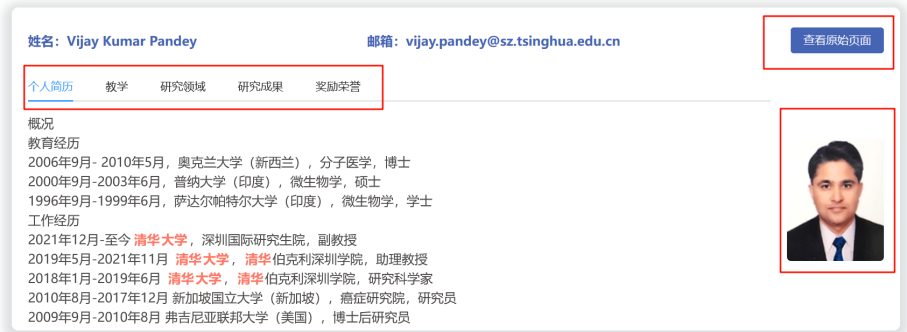 姓名：Vijay Kumar Pandey
邮箱：vijay.pandey@sz.tsinghua.edu.cn
查看原始页面
个人简历 教学 研究领域 研究成果 奖励荣誉
概况
教育经历
2006年9月- 2010年5月，奥克兰大学（新西兰），分子医学，博士
2000年9月-2003年6月，普纳大学（印度），微生物学，硕士
1996年9月-1999年6月，萨达尔帕特尔大学（印度），微生物学，学士
工作经历
2021年12月-至今 清华大学，深圳国际研究生院，副教授
2019年5月-2021年11月 清华大学，清华伯克利深圳学院，助理教授
2018年1月-2019年6月 清华大学，清华伯克利深圳学院，研究科学家
2010年8月-2017年12月 新加坡国立大学（新加坡），癌症研究院，研究员
2009年9月-2010年8月 弗吉尼亚联邦大学（美国），博士后研究员